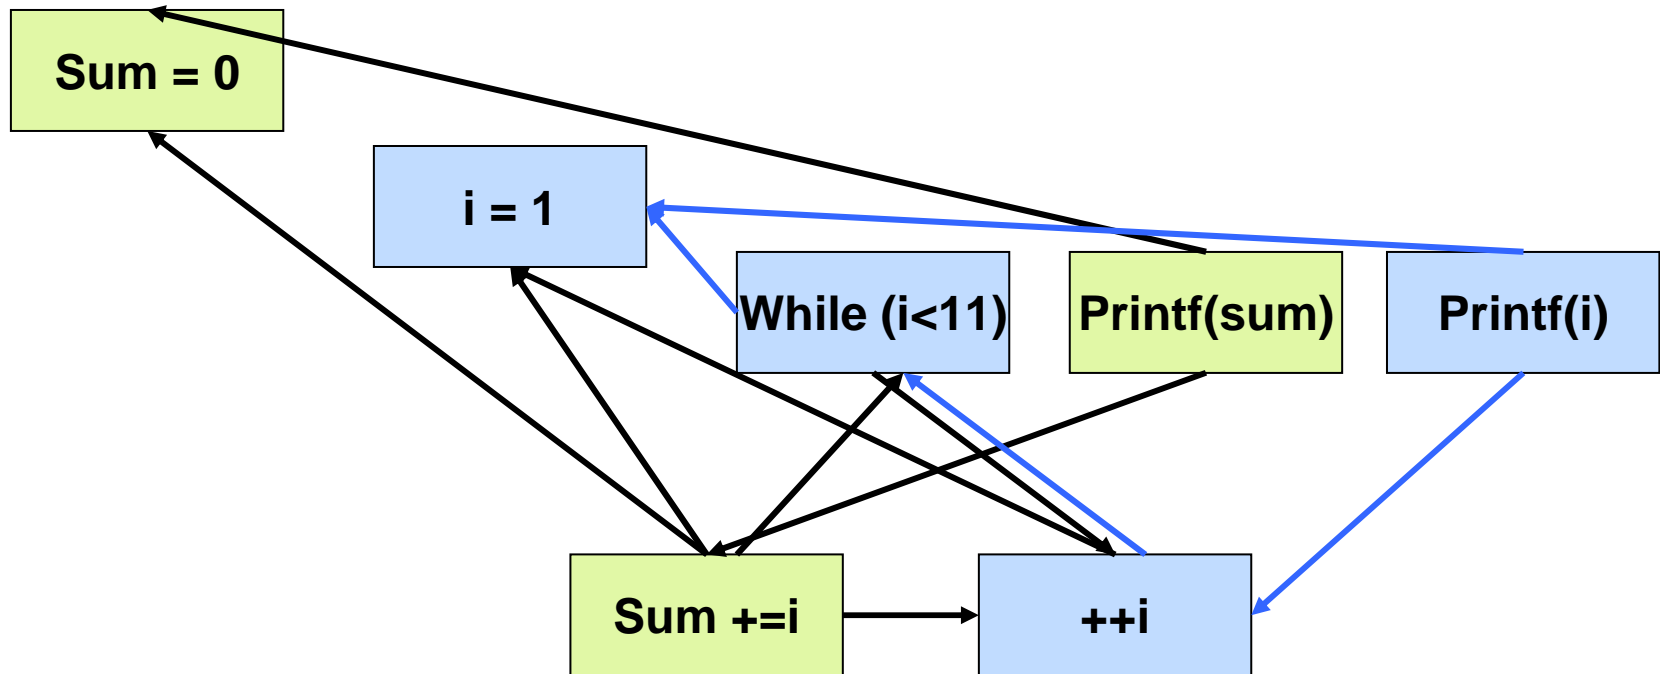 Sum = 0
i = 1
While (i<11)
Printf(sum)
Printf(i)
Sum +=i
++i